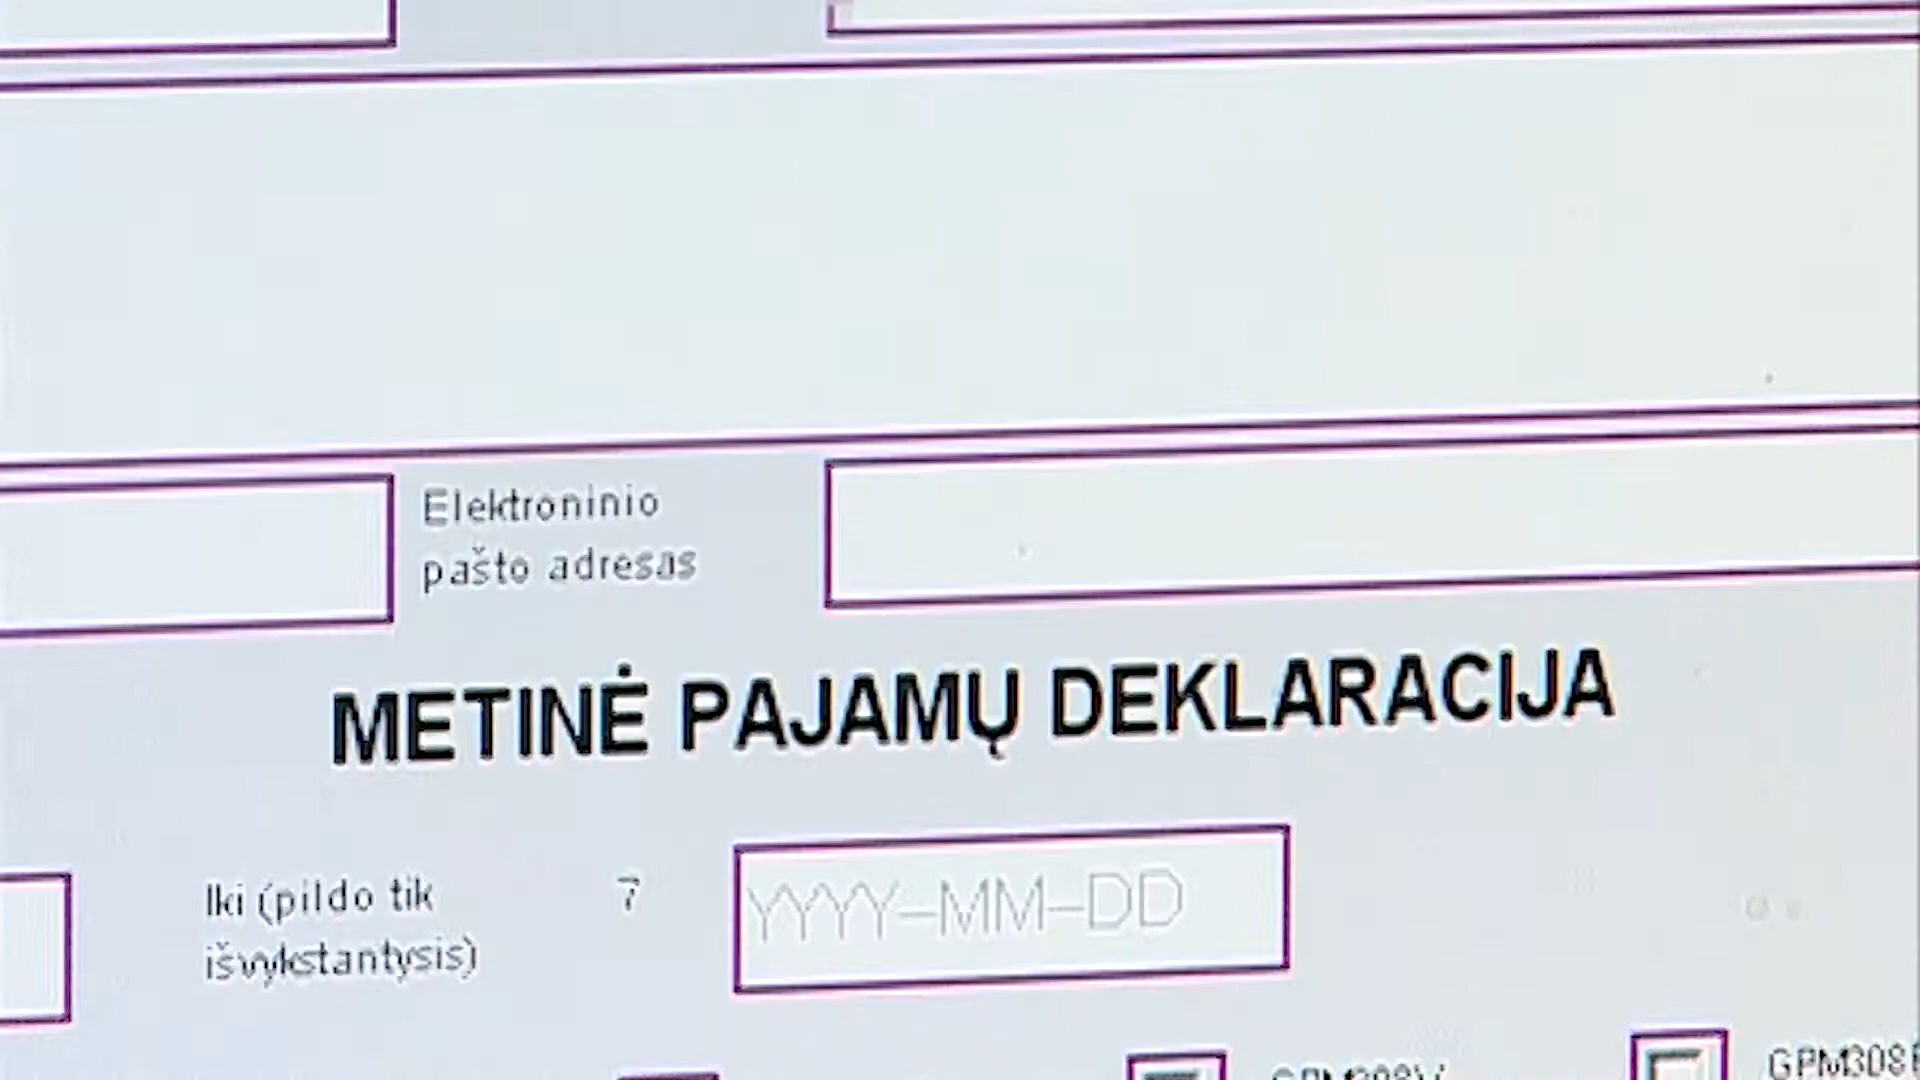 Elektroninio
pašto adresas
METINĖ PAJAMŲ DEKLARACIJA
Iki (pildo tik
išvykstantysis)
7
YYYY-MM-DD